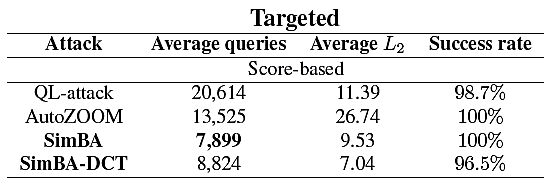 Targeted
Attack Average queries Average L₂ Success rate
Score-based
QL-attack 20,614 11.39 98.7%
AutoZOOM 13,525 26.74 100%
SimBA 7,899 9.53 100%
SimBA-DCT 8,824 7.04 96.5%